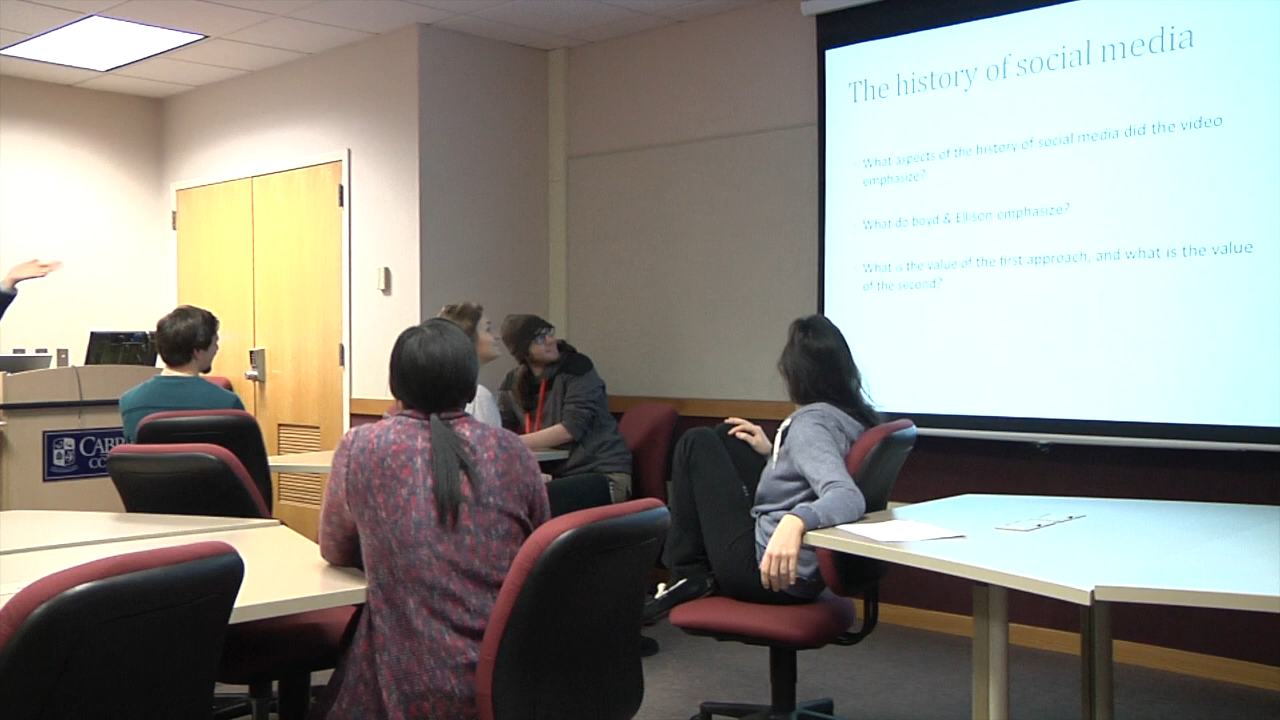 The history of social media
What aspects of the history of social media did the video
emphasize?
What do boyd & Ellison emphasize?
What is the value of the first approach, and what is the value
of the second?
CABR
CO